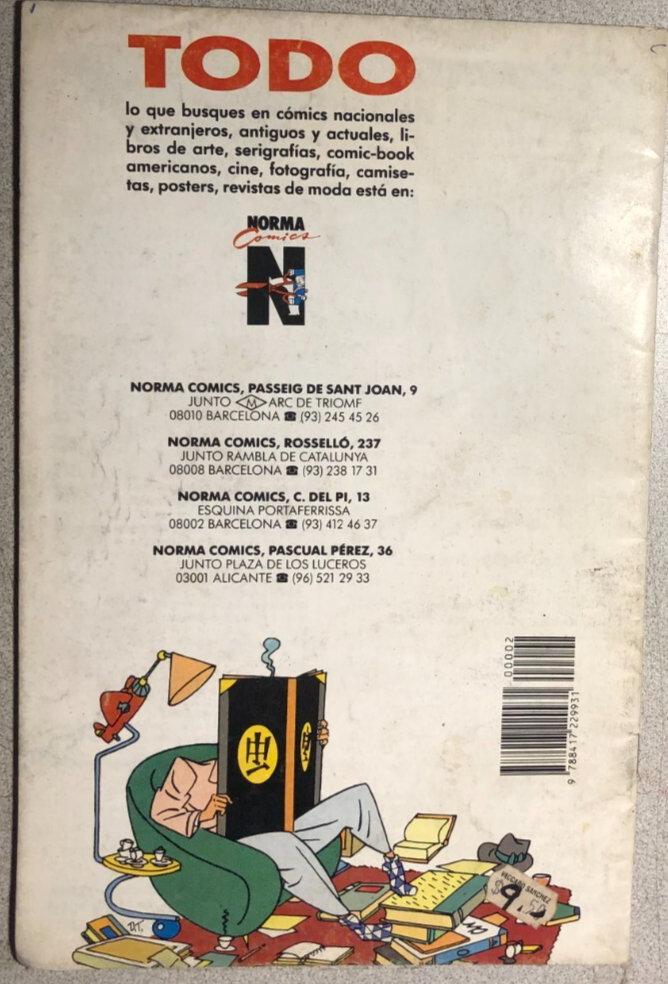 TODO
lo que busques en cómics nacionales
y extranjeros, antiguos y actuales, li-
bros de arte, serigrafías, comic-book
americanos, cine, fotografía, camise-
tas, posters, revistas de moda está en:
NORMA
Comics
N
NORMA COMICS, PASSEIG DE SANT JOAN, 9
JUNTO M ARC DE TRIOMF
08010 BARCELONA ☎ (93) 245 45 26
NORMA COMICS, ROSSELLÓ, 237
JUNTO RAMBLA DE CATALUNYA
08008 BARCELONA ☎ (93) 238 17 31
NORMA COMICS, C. DEL PI, 13
ESQUINA PORTAFERRISSA
08002 BARCELONA ☎ (93) 412 46 37
NORMA COMICS, PASCUAL PÉREZ, 36
JUNTO PLAZA DE LOS LUCEROS
03001 ALICANTE ☎ (96) 521 29 33
00002
9 788417 229931
SANCHEZ
$9,50
D.T.